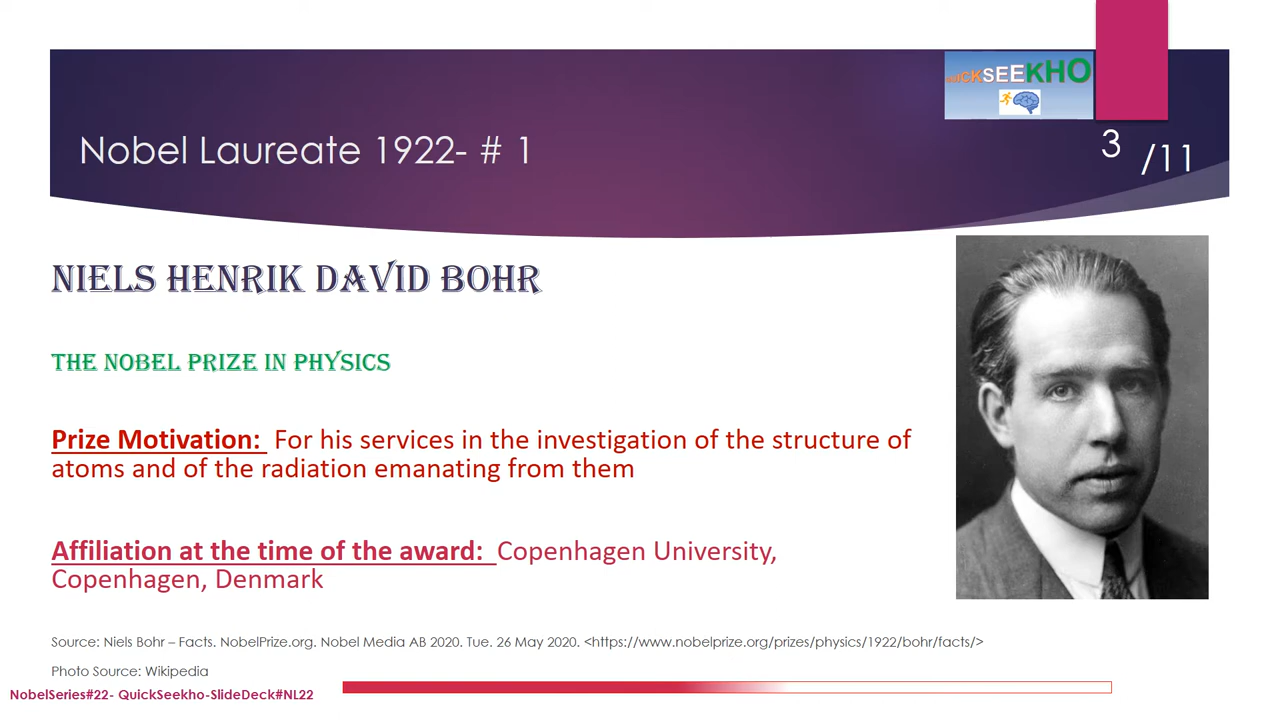 QUICKSEEKHO
Nobel Laureate 1922- # 1
3 /11
NIELS HENRIK DAVID BOHR
THE NOBEL PRIZE IN PHYSICS
Prize Motivation: For his services in the investigation of the structure of
atoms and of the radiation emanating from them
Affiliation at the time of the award: Copenhagen University,
Copenhagen, Denmark
Source: Niels Bohr – Facts. NobelPrize.org. Nobel Media AB 2020. Tue. 26 May 2020. <https://www.nobelprize.org/prizes/physics/1922/bohr/facts/>
Photo Source: Wikipedia
NobelSeries#22- QuickSeekho-SlideDeck#NL22